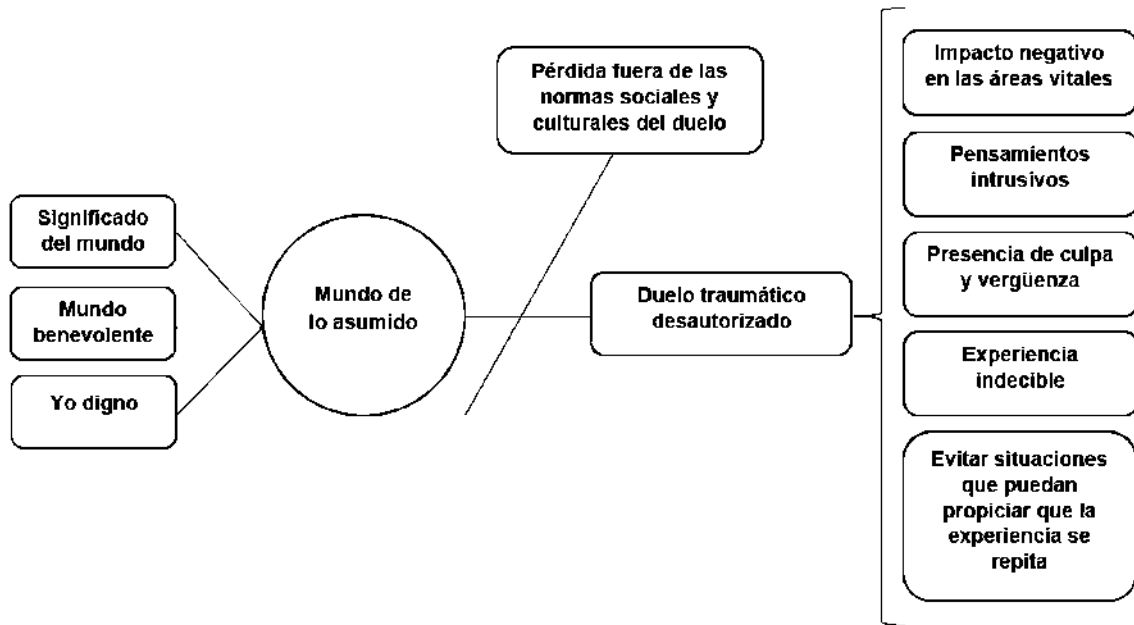 Significado
del mundo
Mundo
benevolente
Yo digno
Mundo de
lo asumido
Pérdida fuera de las
normas sociales y
culturales del duelo
Duelo traumático
desautorizado
Impacto negativo
en las áreas vitales
Pensamientos
intrusivos
Presencia de culpa
y vergüenza
Experiencia
indecible
Evitar situaciones
que puedan
propiciar que la
experiencia se
repita